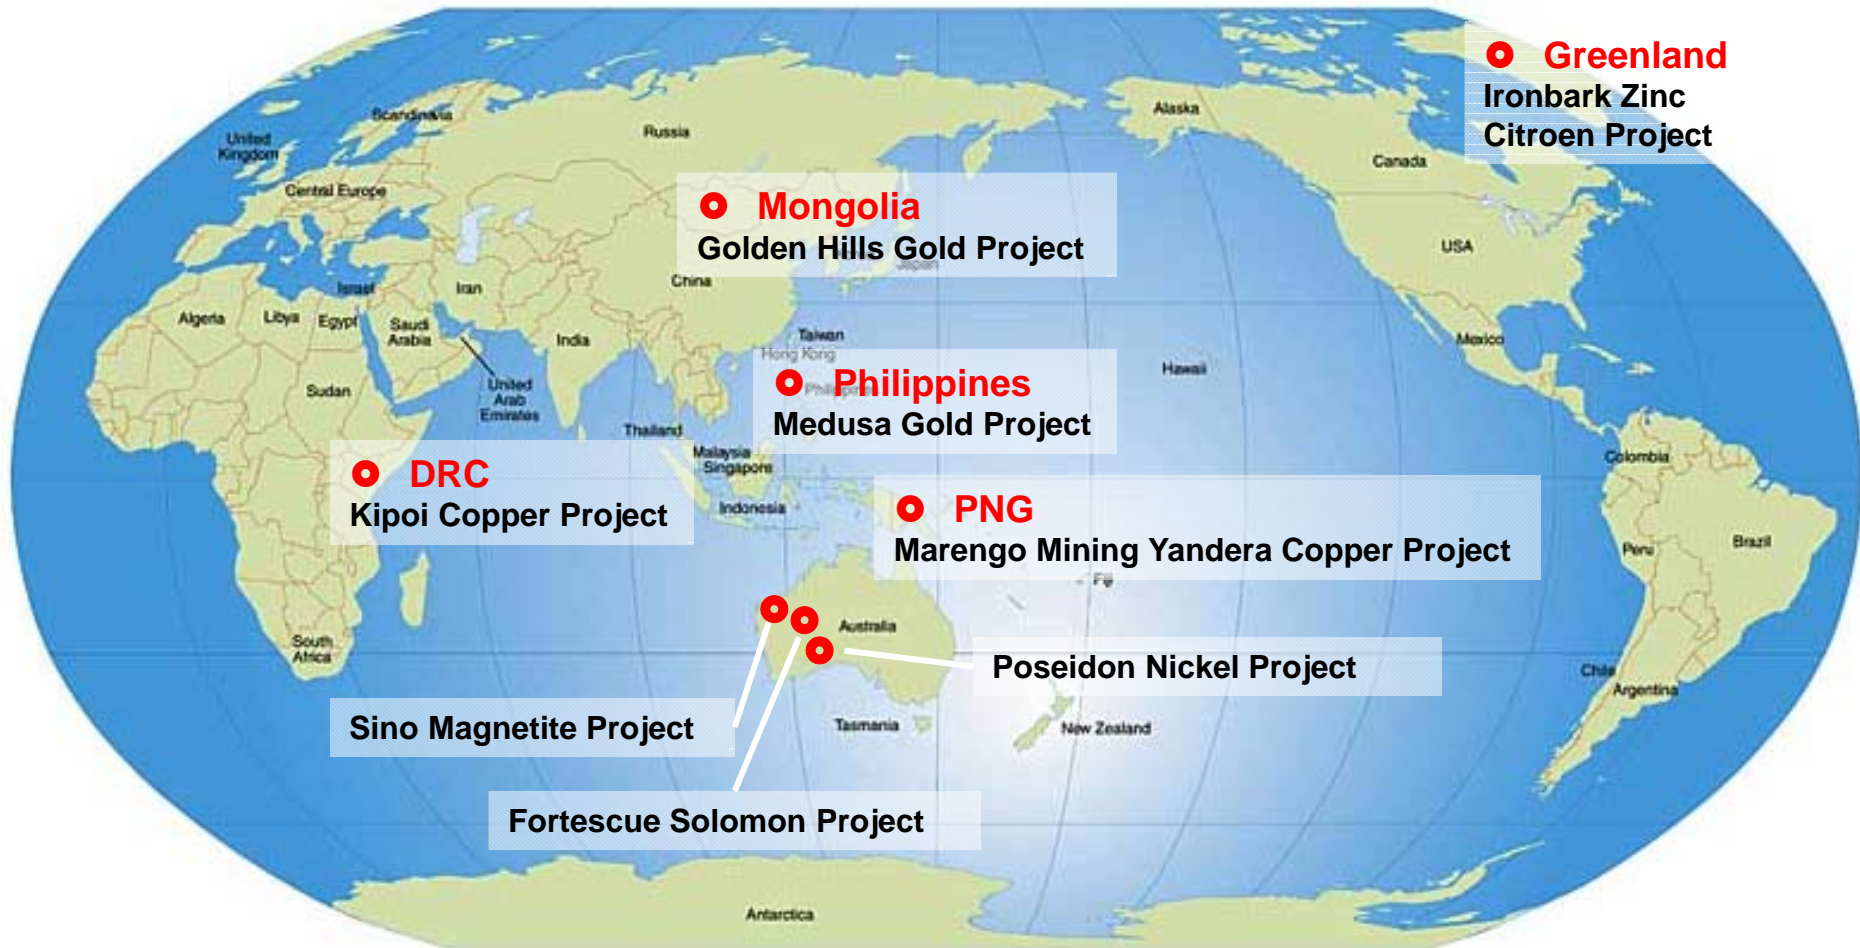 Greenland
Ironbark Zinc
Citroen Project
Alaska
Scandinavia
Russia
United
Kingdom
Canada
Central Europe
Mongolia
Golden Hills Gold Project
USA
Japan
China
Israel
Iran
Algeria
Libya
Egypt
Saudi
Arabia
India
Taiwan
Hong Kong
Mexico
Hawaii
Philippines
Philippines
Medusa Gold Project
Sudan
United
Arab
Emirates
Thailand
Malaysia
Singapore
Colombia
DRC
Kipoi Copper Project
Indonesia
PNG
Marengo Mining Yandera Copper Project
Peru
Brazil
Fiji
Australia
South
Africa
Poseidon Nickel Project
Chile
Argentina
Sino Magnetite Project
Tasmania
New Zealand
Fortescue Solomon Project
Antarctica